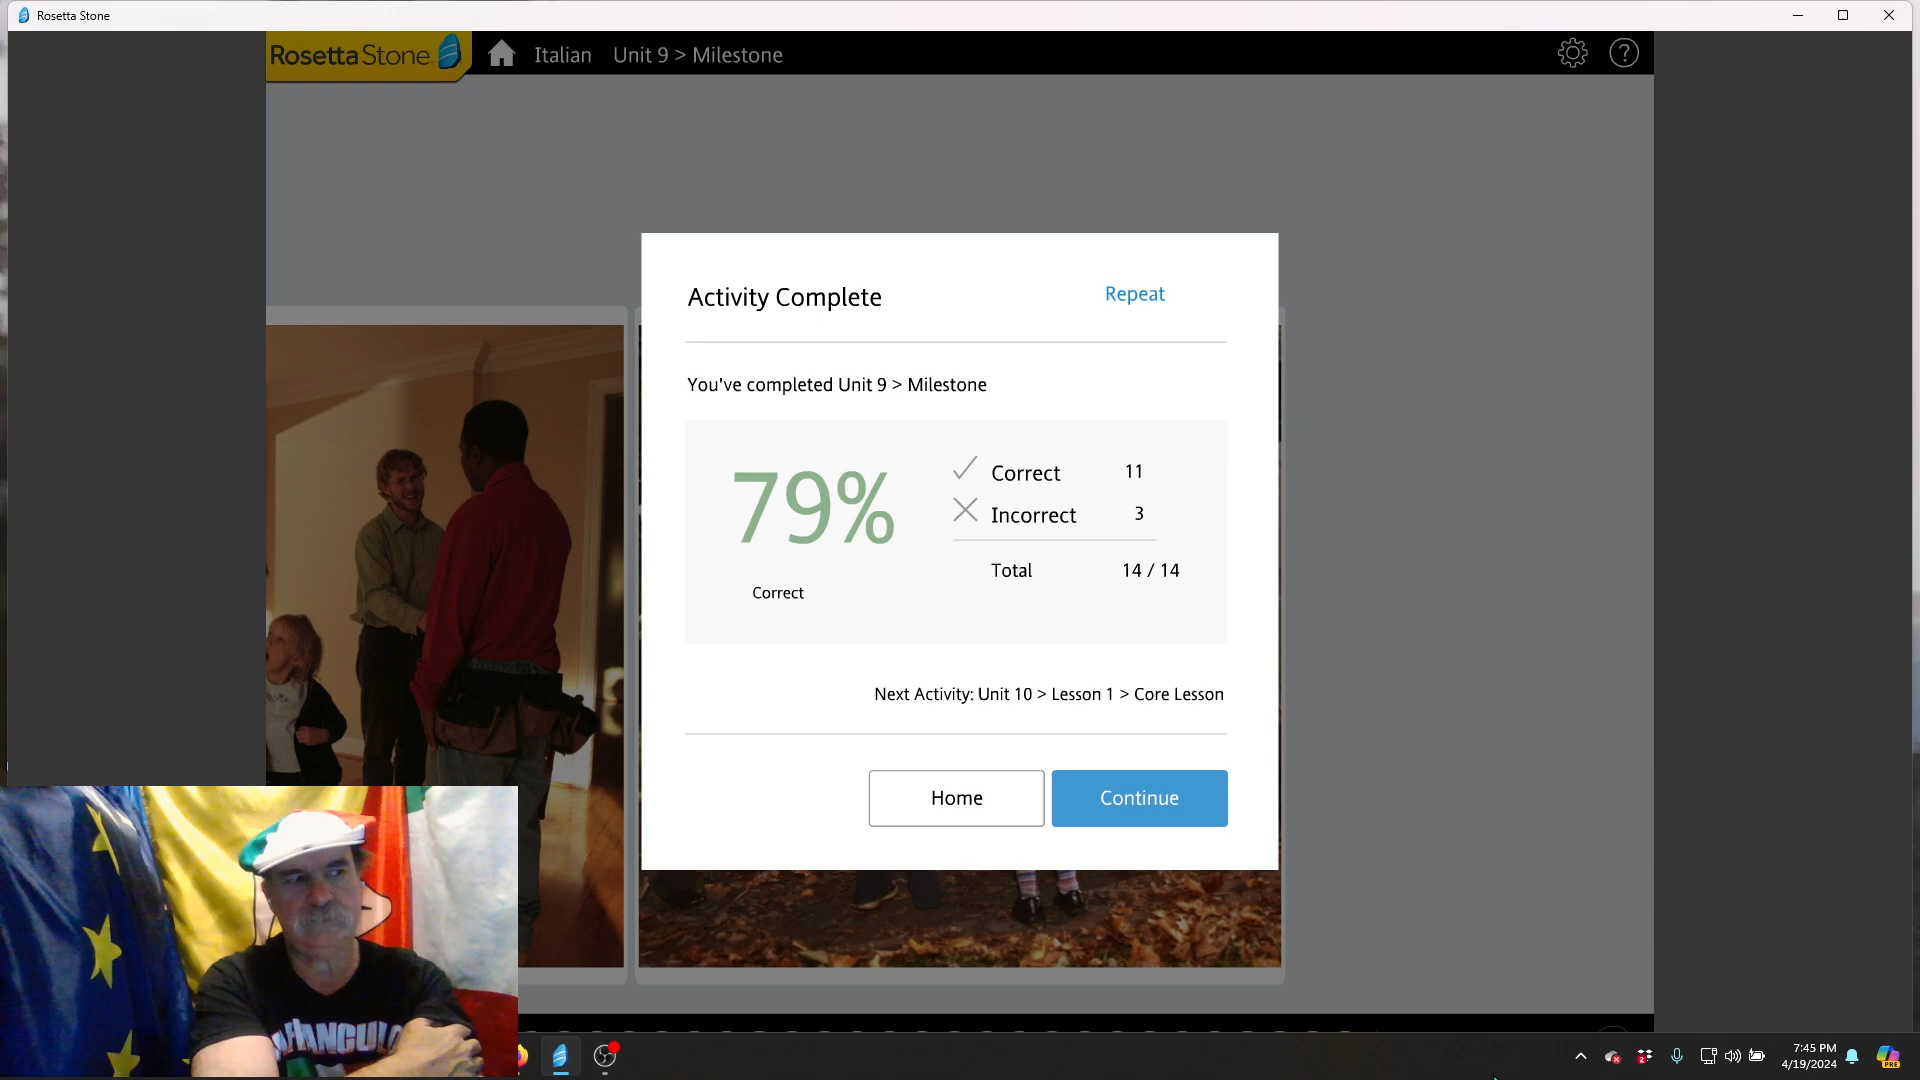 Rosetta Stone
RosettaStone
Italian Unit 9 > Milestone
?
Activity Complete
Repeat
You've completed Unit 9 > Milestone
79%
Correct
Correct 11
Incorrect 3
Total 14 / 14
Next Activity: Unit 10 > Lesson 1 > Core Lesson
Home
Continue
7:45 PM
4/19/2024
PRE